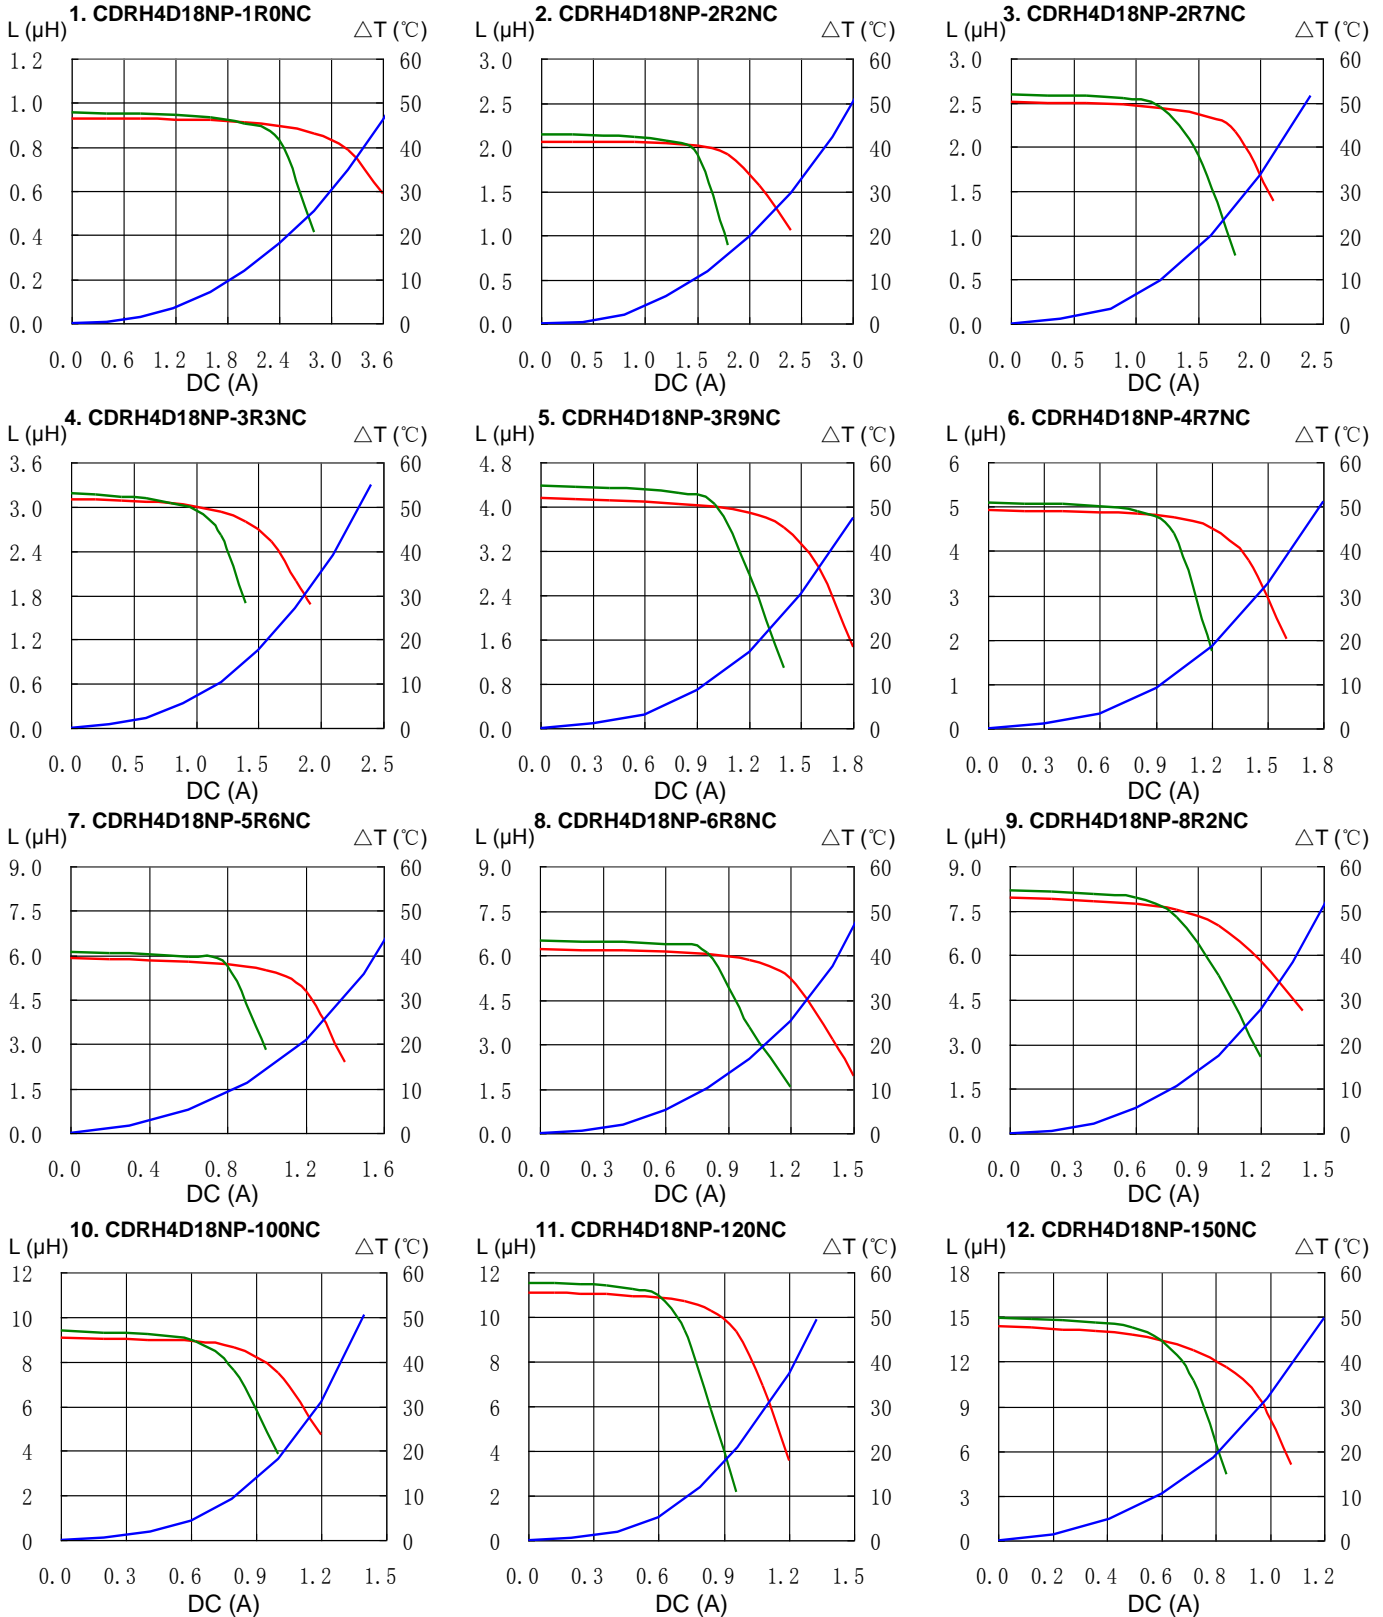 1. CDRH4D18NP-1R0NC
L (μH) △T (℃)
1.2 60
1.0 50
0.8 40
0.6 30
0.4 20
0.2 10
0.0 0
0.0 0.6 1.2 1.8 2.4 3.0 3.6
DC (A)
2. CDRH4D18NP-2R2NC
L (μH) △T (℃)
3.0 60
2.5 50
2.0 40
1.5 30
1.0 20
0.5 10
0.0 0
0.0 0.5 1.0 1.5 2.0 3.0
DC (A)
3. CDRH4D18NP-2R7NC
L (μH) △T (℃)
3.0 60
2.5 50
2.0 40
1.5 30
1.0 20
0.5 10
0.0 0
0.0 0.5 1.0 1.5 2.0 2.5
DC (A)
4. CDRH4D18NP-3R3NC
L (μH) △T (℃)
3.6 60
3.0 50
2.4 40
1.8 30
1.2 20
0.6 10
0.0 0
0.0 0.5 1.0 1.5 2.0 2.5
DC (A)
5. CDRH4D18NP-3R9NC
L (μH) △T (℃)
4.8 60
4.0 50
3.2 40
2.4 30
1.6 20
0.8 10
0.0 0
0.0 0.3 0.6 0.9 1.2 1.5 1.8
DC (A)
6. CDRH4D18NP-4R7NC
L (μH) △T (℃)
6 60
5 50
4 40
3 30
2 20
1 10
0 0
0.0 0.3 0.6 0.9 1.2 1.5 1.8
DC (A)
7. CDRH4D18NP-5R6NC
L (μH) △T (℃)
9.0 60
7.5 50
6.0 40
4.5 30
3.0 20
1.5 10
0.0 0
0.0 0.4 0.8 1.2 1.6
DC (A)
8. CDRH4D18NP-6R8NC
L (μH) △T (℃)
9.0 60
7.5 50
6.0 40
4.5 30
3.0 20
1.5 10
0.0 0
0.0 0.3 0.6 0.9 1.2 1.5
DC (A)
9. CDRH4D18NP-8R2NC
L (μH) △T (℃)
9.0 60
7.5 50
6.0 40
4.5 30
3.0 20
1.5 10
0.0 0
0.0 0.3 0.6 0.9 1.2 1.5
DC (A)
10. CDRH4D18NP-100NC
L (μH) △T (℃)
12 60
10 50
8 40
6 30
4 20
2 10
0 0
0.0 0.3 0.6 0.9 1.2 1.5
DC (A)
11. CDRH4D18NP-120NC
L (μH) △T (℃)
12 60
10 50
8 40
6 30
4 20
2 10
0 0
0.0 0.3 0.6 0.9 1.2 1.5
DC (A)
12. CDRH4D18NP-150NC
L (μH) △T (℃)
18 60
15 50
12 40
9 30
6 20
3 10
0 0
0.0 0.2 0.4 0.6 0.8 1.0 1.2
DC (A)